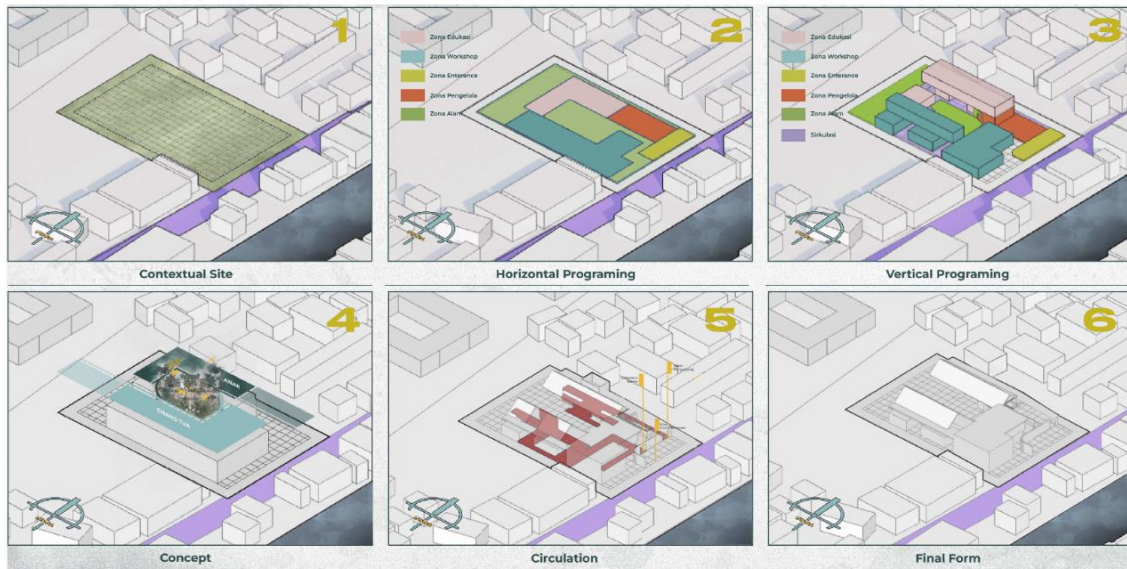 1
2
Zona Edukasi
Zona Workshop
Zona Enterance
Zona Pengelola
Zona Alam
3
Zona Edukasi
Zona Workshop
Zona Enterance
Zona Pengelola
Zona Alam
Sirkulasi
Contextual Site
Horizontal Programing
Vertical Programing
4
ANAK
ORANG TUA
5
6
Concept
Circulation
Final Form